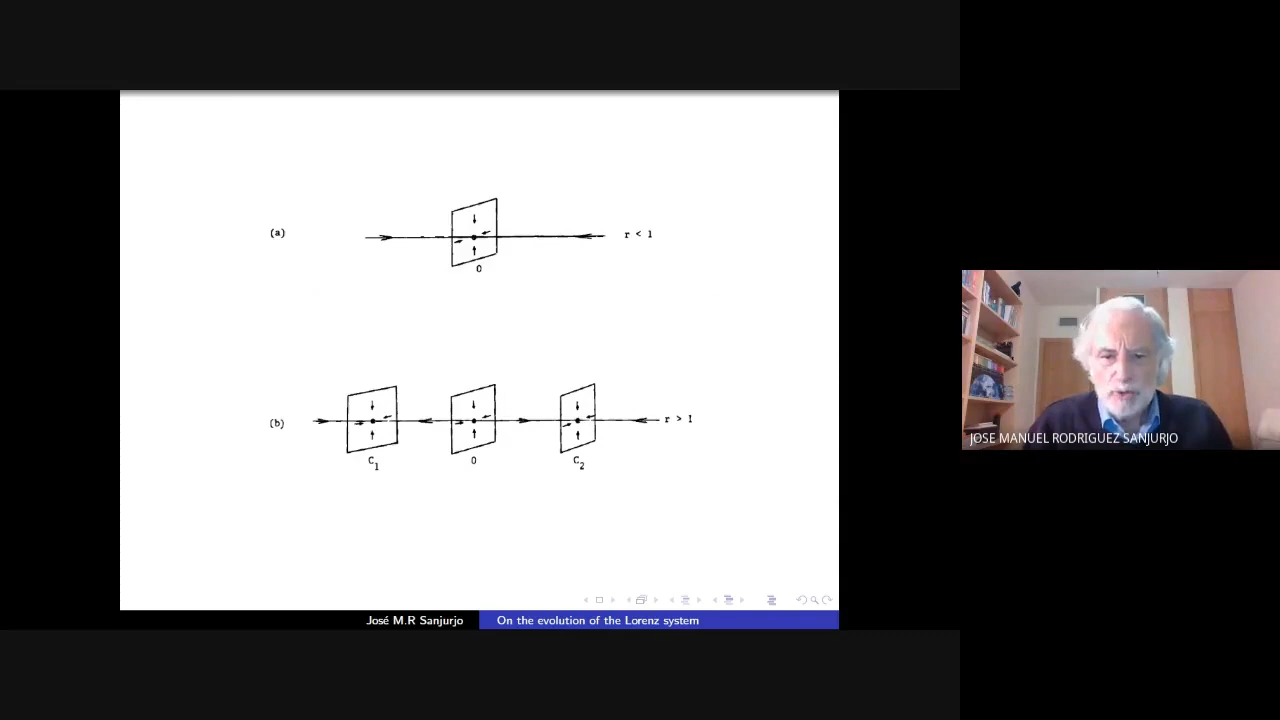 (a)
r < 1
0
(b)
r > 1
C1
0
C2
JOSE MANUEL RODRIGUEZ SANJURJO
José M.R Sanjurjo
On the evolution of the Lorenz system